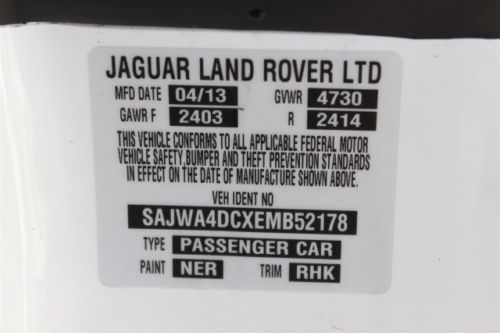 JAGUAR LAND ROVER LTD
MFD DATE 04/13 GVWR 4730
GAWR F 2403 R 2414
THIS VEHICLE CONFORMS TO ALL APPLICABLE FEDERAL MOTOR
VEHICLE SAFETY,BUMPER AND THEFT PREVENTION STANDARDS
IN EFFECT ON THE DATE OF MANUFACTURE SHOWN ABOVE.
VEH IDENT NO
SAJWA4DCXEMB52178
TYPE PASSENGER CAR
PAINT NER TRIM RHK